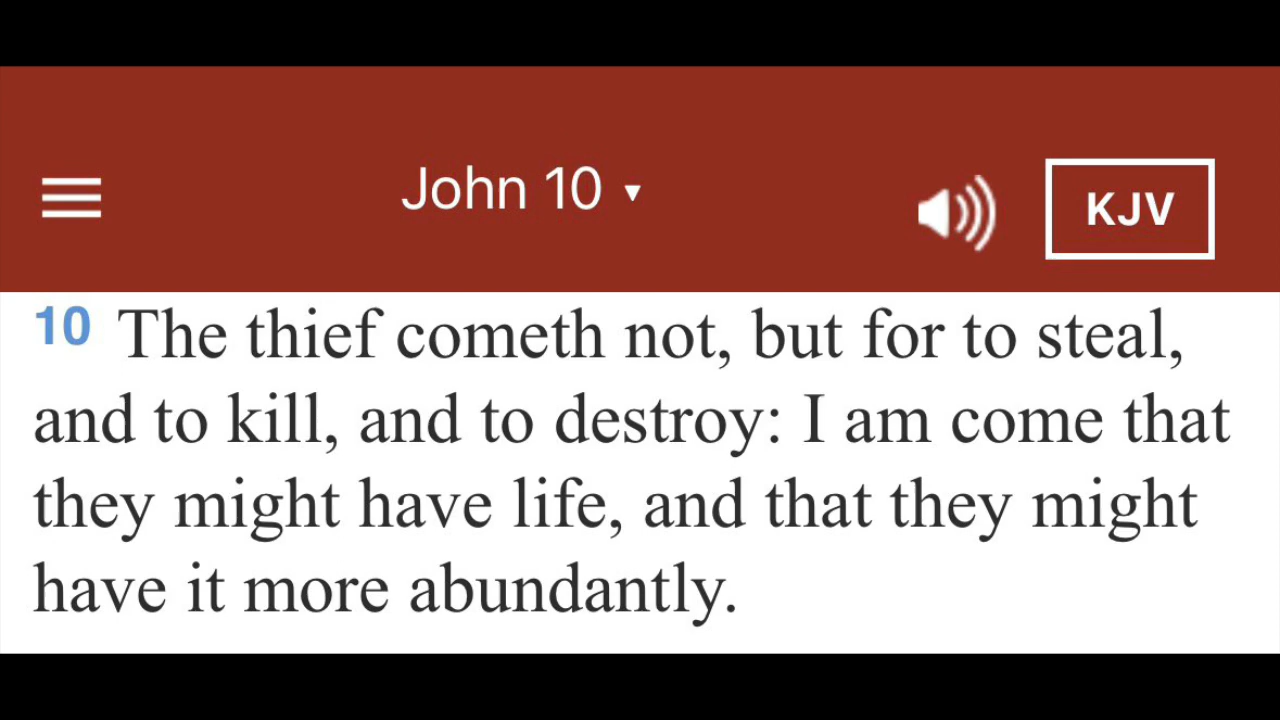 John 10 ▾
KJV
10 The thief cometh not, but for to steal,
and to kill, and to destroy: I am come that
they might have life, and that they might
have it more abundantly.